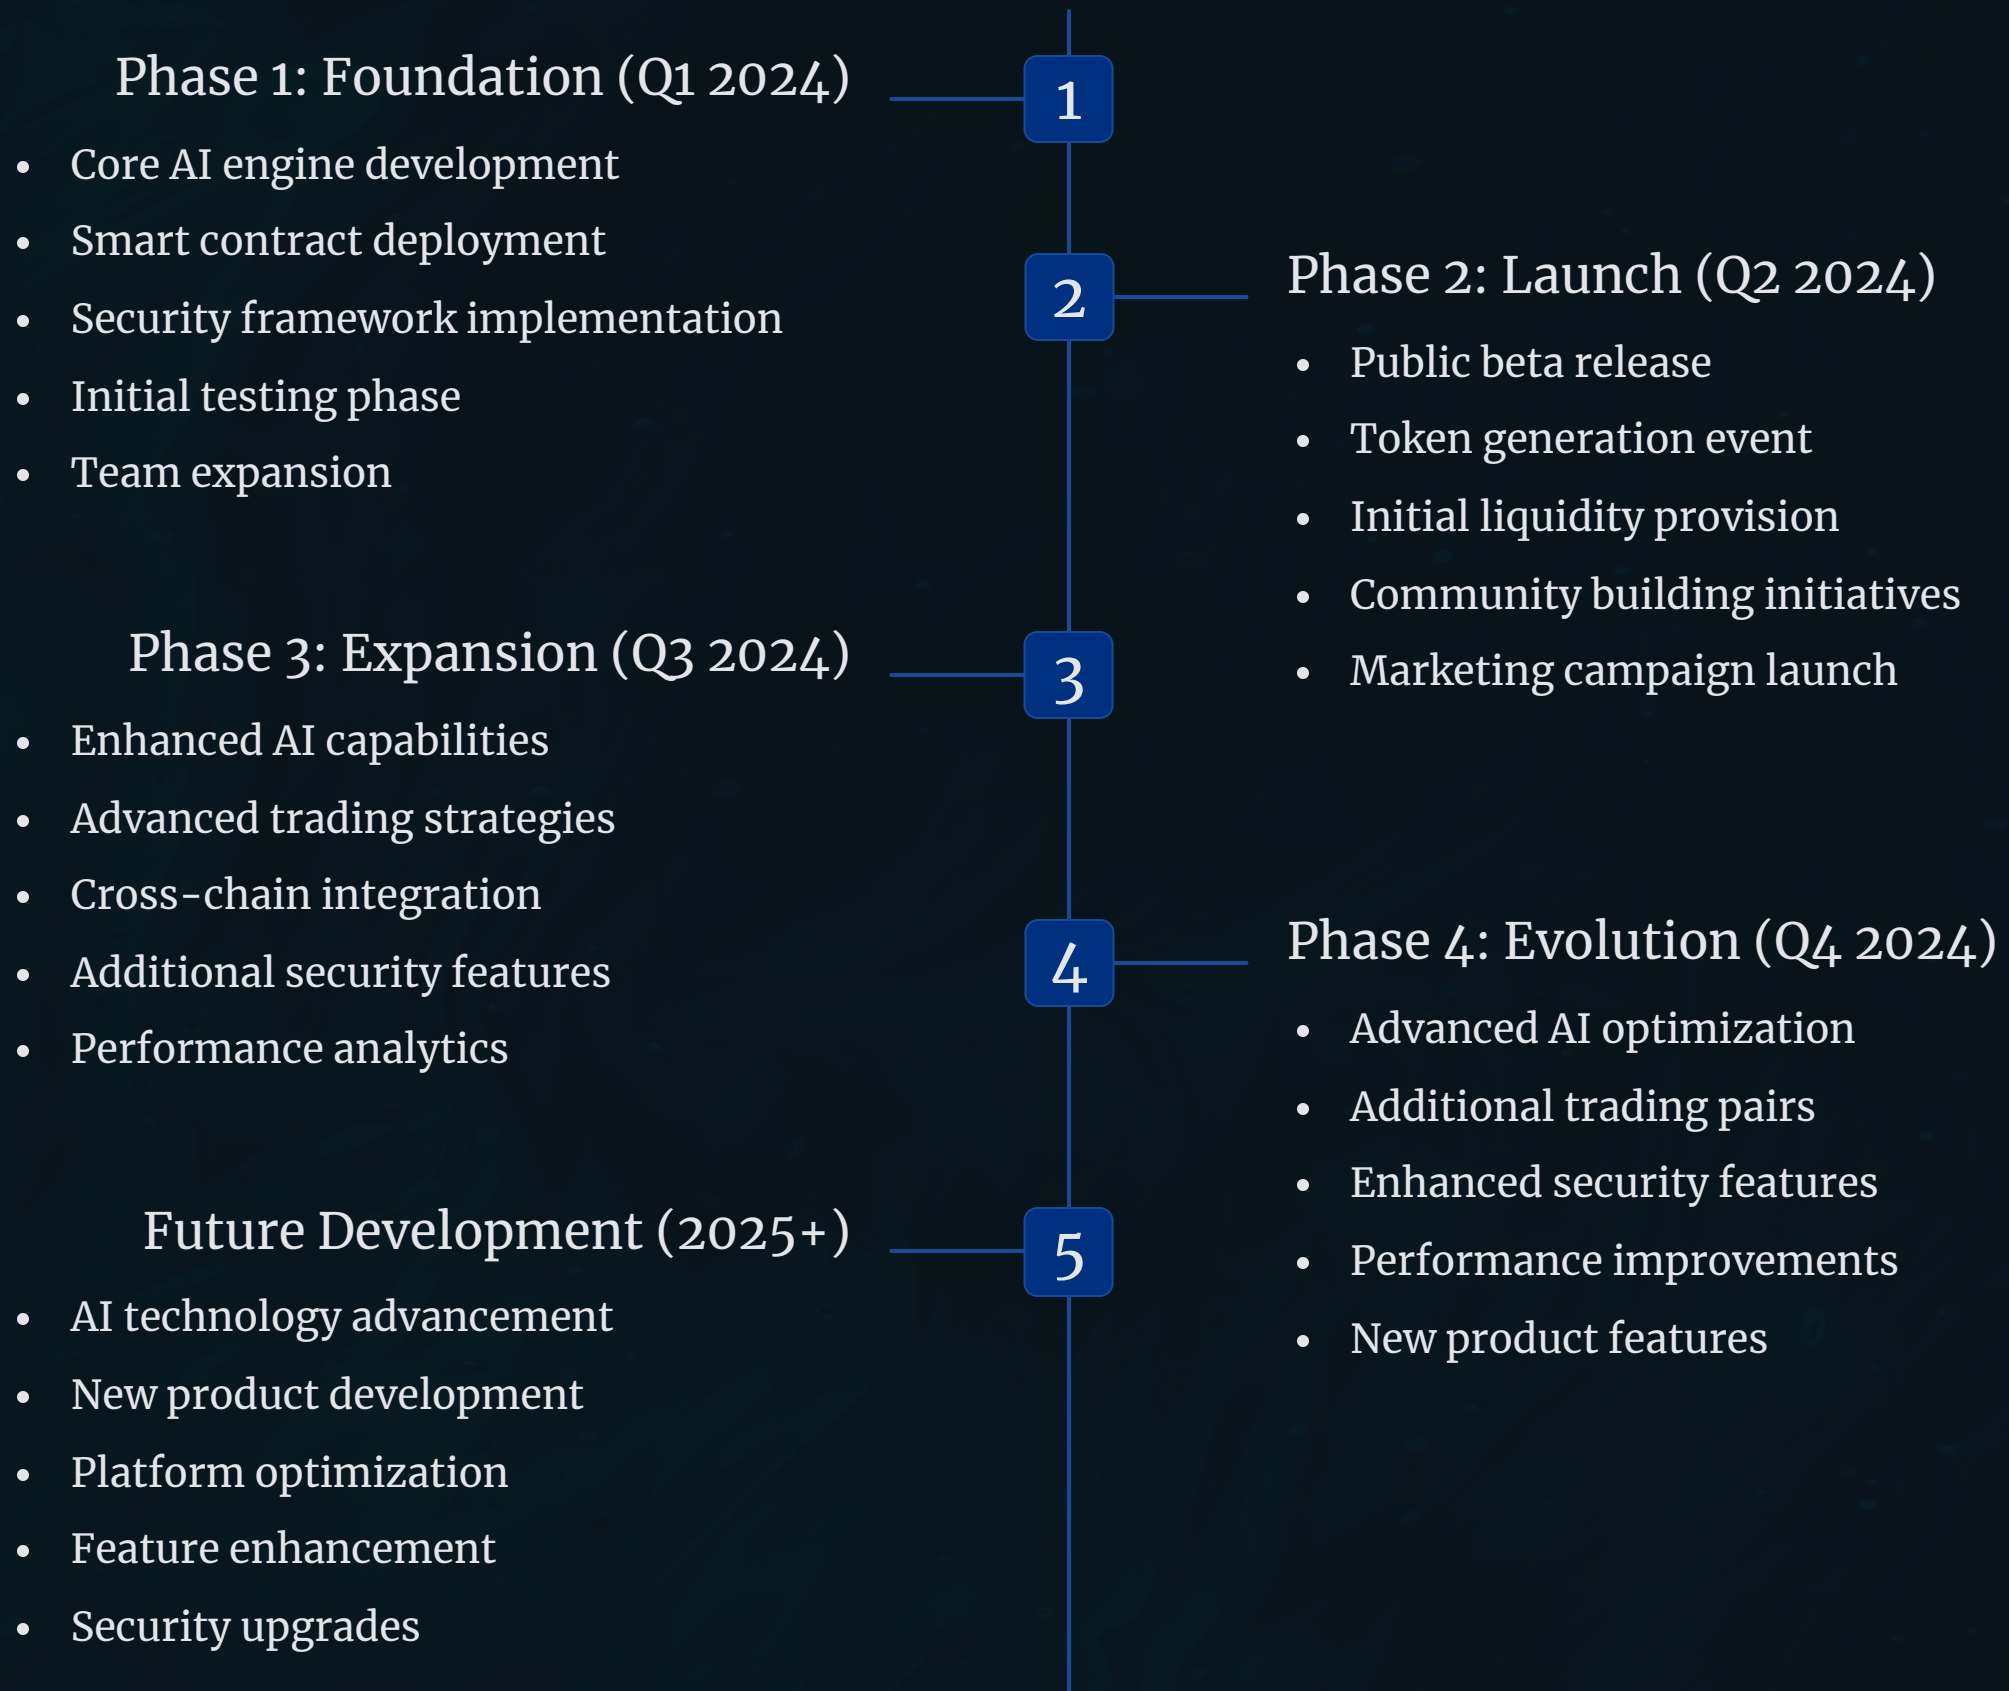 Phase 1: Foundation (Q1 2024)
1
• Core AI engine development
• Smart contract deployment
• Security framework implementation
• Initial testing phase
• Team expansion
2
Phase 2: Launch (Q2 2024)
• Public beta release
• Token generation event
• Initial liquidity provision
• Community building initiatives
• Marketing campaign launch
Phase 3: Expansion (Q3 2024)
3
• Enhanced AI capabilities
• Advanced trading strategies
• Cross-chain integration
• Additional security features
• Performance analytics
4
Phase 4: Evolution (Q4 2024)
• Advanced AI optimization
• Additional trading pairs
• Enhanced security features
• Performance improvements
• New product features
Future Development (2025+)
5
• AI technology advancement
• New product development
• Platform optimization
• Feature enhancement
• Security upgrades